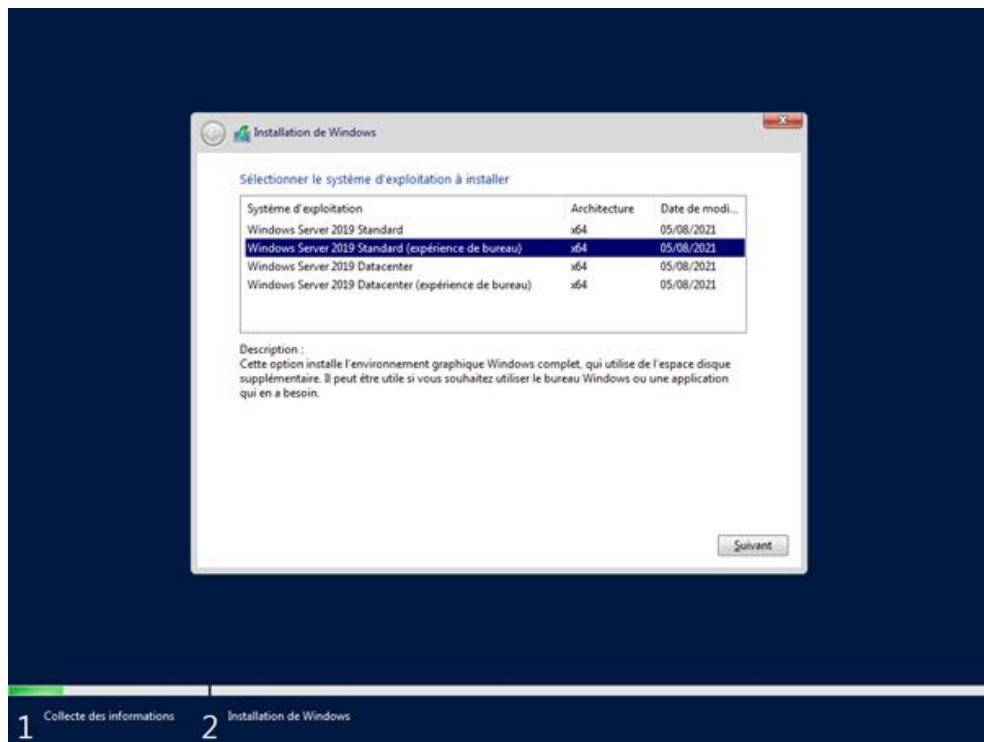 Installation de Windows
Sélectionner le système d'exploitation à installer
Système d'exploitation Architecture Date de modi...
Windows Server 2019 Standard x64 05/08/2021
Windows Server 2019 Standard (expérience de bureau) x64 05/08/2021
Windows Server 2019 Datacenter x64 05/08/2021
Windows Server 2019 Datacenter (expérience de bureau) x64 05/08/2021
Description :
Cette option installe l'environnement graphique Windows complet, qui utilise de l'espace disque
supplémentaire. Il peut être utile si vous souhaitez utiliser le bureau Windows ou une application
qui en a besoin.
Suivant
1 Collecte des informations 2 Installation de Windows